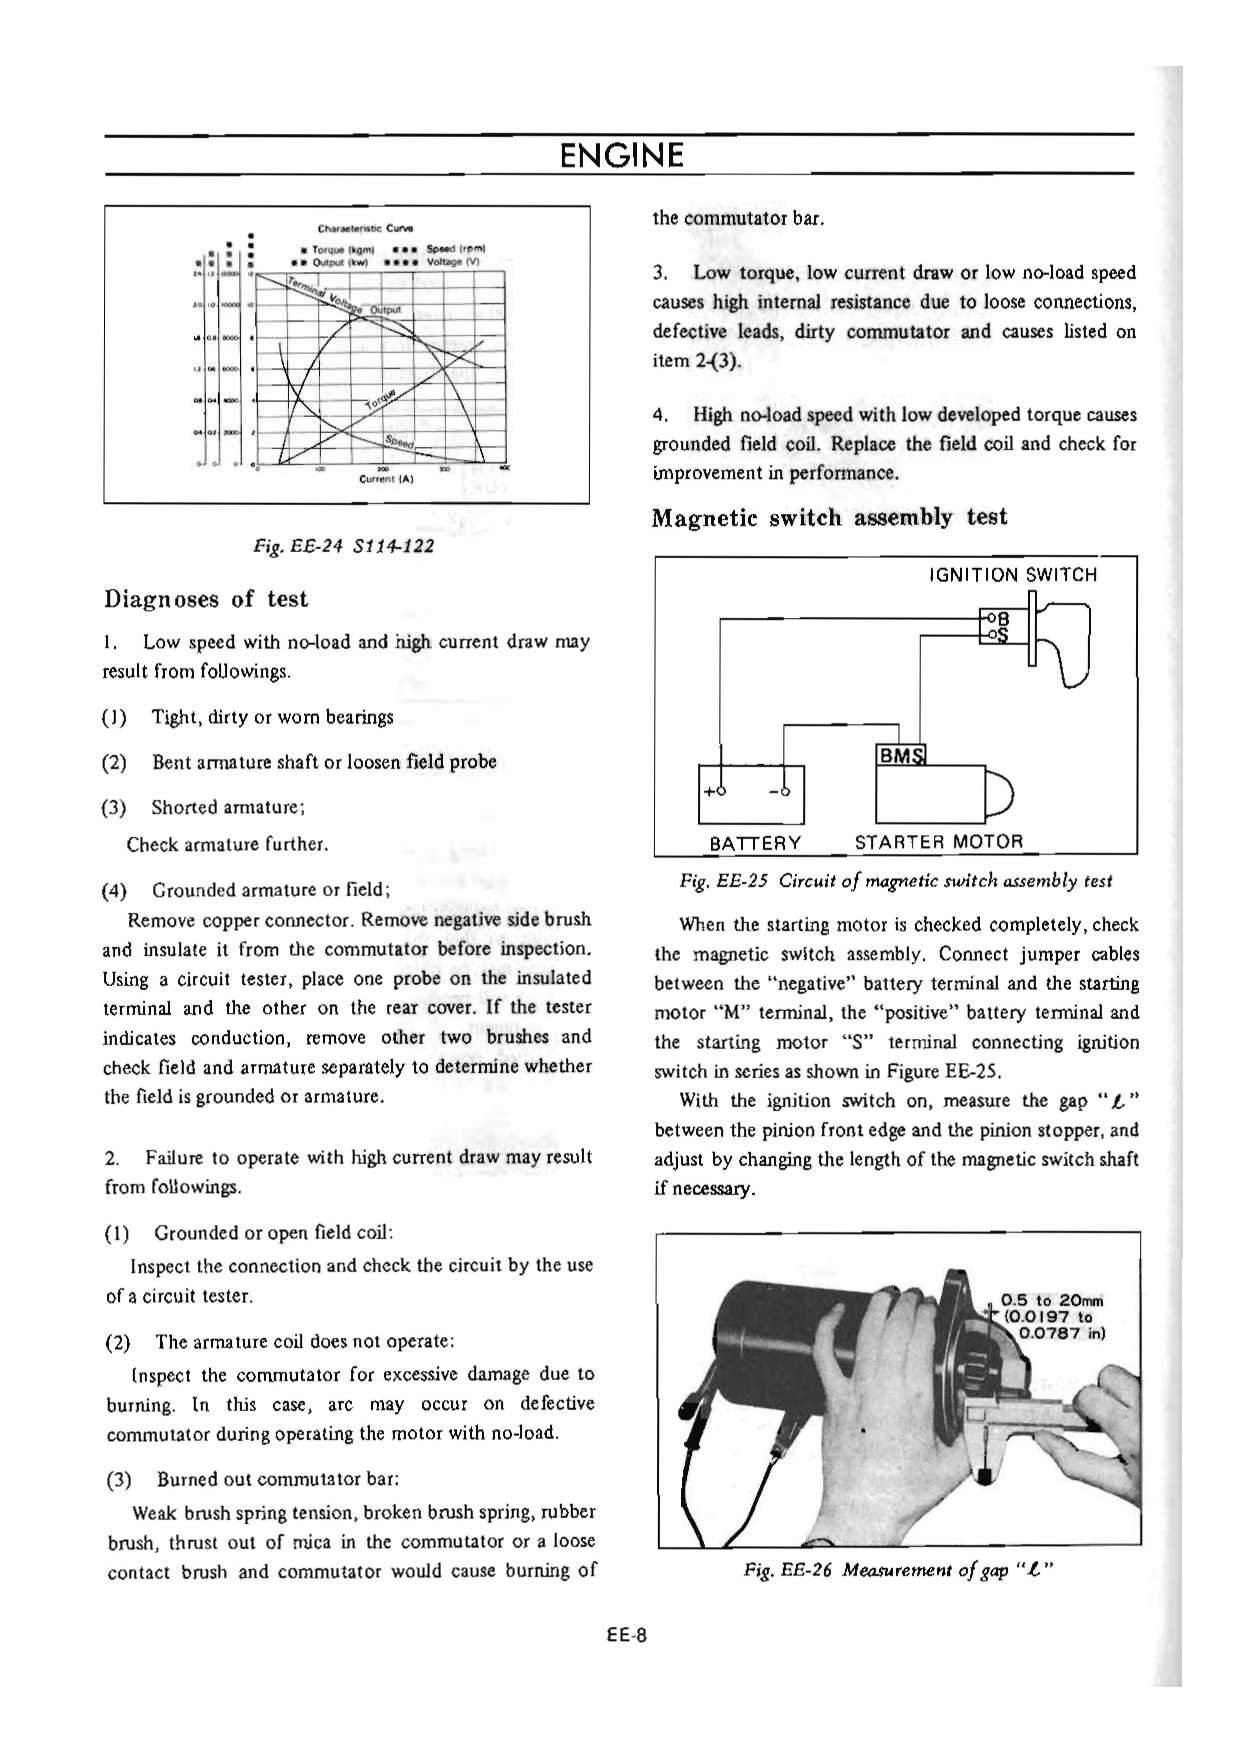 ENGINE
Characteristic Curve
Torque (kgm)
Speed (rpm)
Output (kw)
Voltage (V)
Terminal Voltage
Output
Torque
Speed
100 200 300 400
Current (A)
Fig. EE-24 S114-122
Diagnoses of test
1. Low speed with no-load and high current draw may
result from followings.
(1) Tight, dirty or worn bearings
(2) Bent armature shaft or loosen field probe
(3) Shorted armature;
Check armature further.
(4) Grounded armature or field;
Remove copper connector. Remove negative side brush
and insulate it from the commutator before inspection.
Using a circuit tester, place one probe on the insulated
terminal and the other on the rear cover. If the tester
indicates conduction, remove other two brushes and
check field and armature separately to determine whether
the field is grounded or armature.
2. Failure to operate with high current draw may result
from followings.
(1) Grounded or open field coil:
Inspect the connection and check the circuit by the use
of a circuit tester.
(2) The armature coil does not operate:
Inspect the commutator for excessive damage due to
burning. In this case, arc may occur on defective
commutator during operating the motor with no-load.
(3) Burned out commutator bar:
Weak brush spring tension, broken brush spring, rubber
brush, thrust out of mica in the commutator or a loose
contact brush and commutator would cause burning of
the commutator bar.
3. Low torque, low current draw or low no-load speed
causes high internal resistance due to loose connections,
defective leads, dirty commutator and causes listed on
item 2-(3).
4. High no-load speed with low developed torque causes
grounded field coil. Replace the field coil and check for
improvement in performance.
Magnetic switch assembly test
IGNITION SWITCH
B
S
BMS
+ -
BATTERY STARTER MOTOR
Fig. EE-25 Circuit of magnetic switch assembly test
When the starting motor is checked completely, check
the magnetic switch assembly. Connect jumper cables
between the "negative" battery terminal and the starting
motor "M" terminal, the "positive" battery terminal and
the starting motor "S" terminal connecting ignition
switch in series as shown in Figure EE-25.
With the ignition switch on, measure the gap "ℓ"
between the pinion front edge and the pinion stopper, and
adjust by changing the length of the magnetic switch shaft
if necessary.
0.5 to 20mm
(0.0197 to
0.0787 in)
Fig. EE-26 Measurement of gap "ℓ"
EE-8